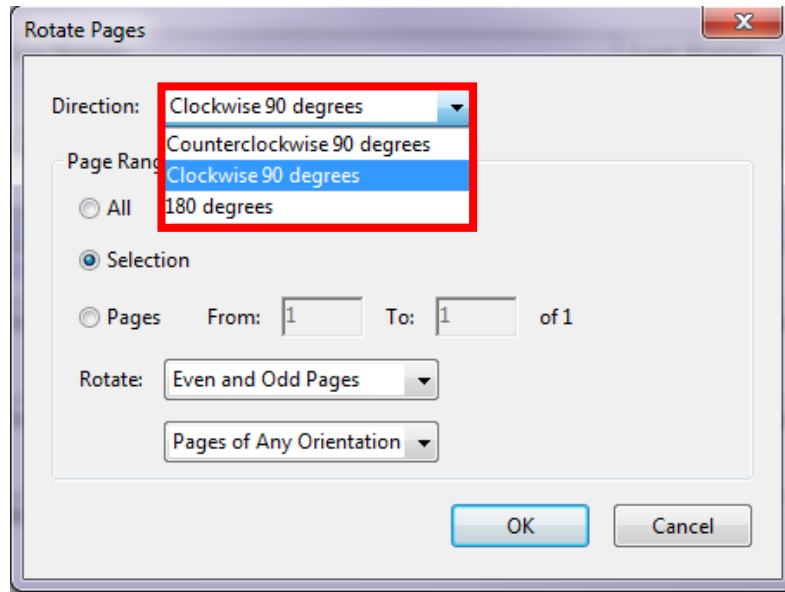 Rotate Pages
Direction: Clockwise 90 degrees
Counterclockwise 90 degrees
Page Rang
Clockwise 90 degrees
All 180 degrees
Selection
Pages From: 1 To: 1 of 1
Rotate: Even and Odd Pages
Pages of Any Orientation
OK Cancel